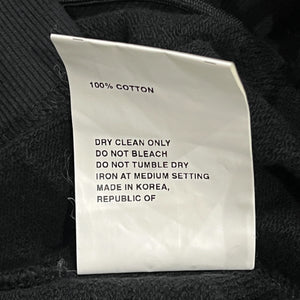 100% COTTON
DRY CLEAN ONLY
DO NOT BLEACH
DO NOT TUMBLE DRY
IRON AT MEDIUM SETTING
MADE IN KOREA,
REPUBLIC OF